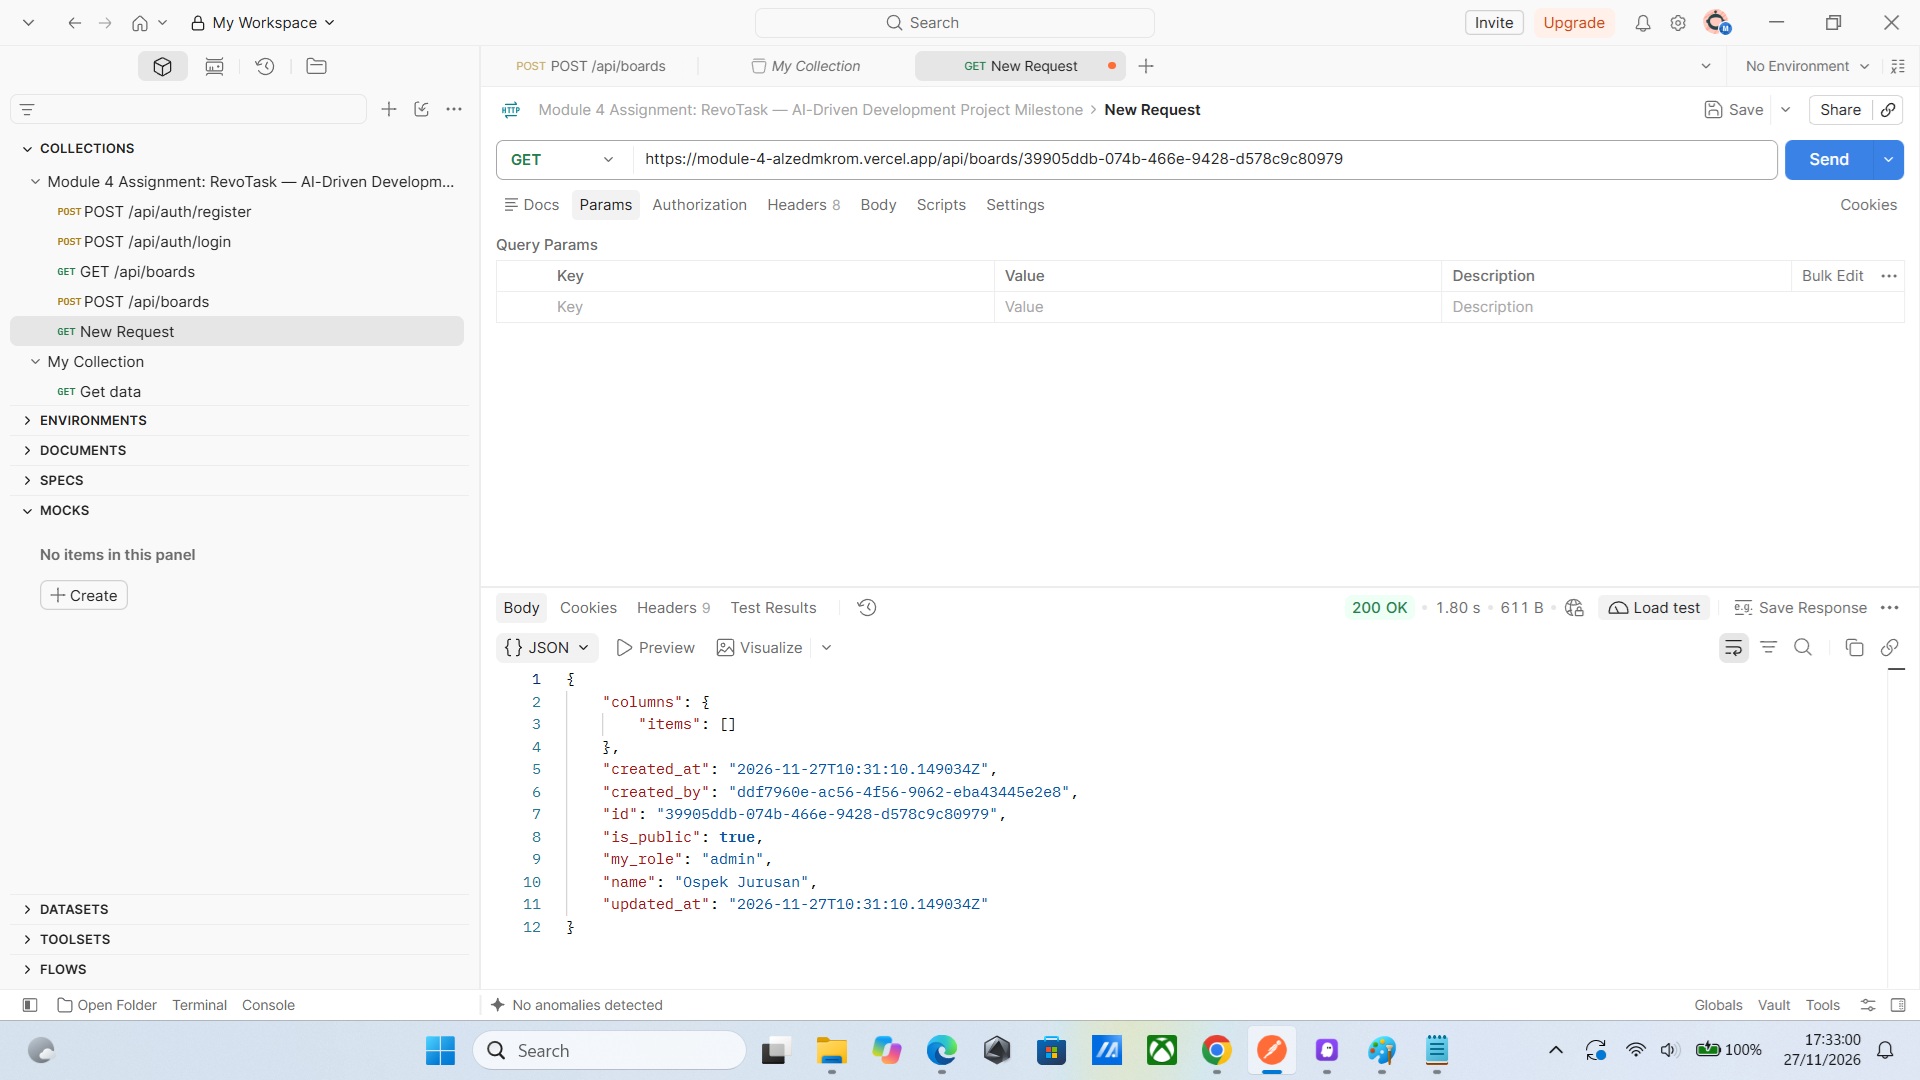 My Workspace
Search
Invite
Upgrade
POST POST /api/boards
My Collection
GET New Request
No Environment
HTTP Module 4 Assignment: RevoTask — AI-Driven Development Project Milestone > New Request
Save
Share
COLLECTIONS
Module 4 Assignment: RevoTask — AI-Driven Developm...
POST POST /api/auth/register
POST POST /api/auth/login
GET GET /api/boards
POST POST /api/boards
GET New Request
My Collection
GET Get data
ENVIRONMENTS
DOCUMENTS
SPECS
MOCKS
No items in this panel
Create
DATASETS
TOOLSETS
FLOWS
GET
https://module-4-alzedmkrom.vercel.app/api/boards/39905ddb-074b-466e-9428-d578c9c80979
Send
Docs Params Authorization Headers 8 Body Scripts Settings
Cookies
Query Params
Key Value Description Bulk Edit
Key Value Description
Body Cookies Headers 9 Test Results
200 OK • 1.80 s • 611 B
Load test
e.g. Save Response
{} JSON Preview Visualize
1 {
2 "columns": {
3 "items": []
4 },
5 "created_at": "2026-11-27T10:31:10.149034Z",
6 "created_by": "ddf7960e-ac56-4f56-9062-eba43445e2e8",
7 "id": "39905ddb-074b-466e-9428-d578c9c80979",
8 "is_public": true,
9 "my_role": "admin",
10 "name": "Ospek Jurusan",
11 "updated_at": "2026-11-27T10:31:10.149034Z"
12 }
Open Folder Terminal Console
No anomalies detected
Globals Vault Tools
Search
100%
17:33:00
27/11/2026